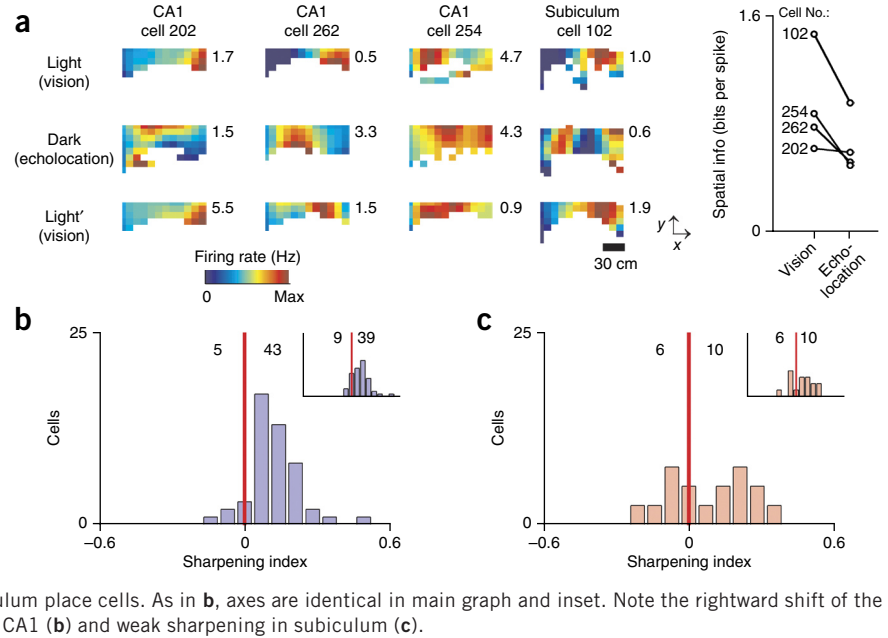 a
CA1
cell 202
CA1
cell 262
CA1
cell 254
Subiculum
cell 102
Light
(vision)
1.7
0.5
4.7
1.0
Dark
(echolocation)
1.5
3.3
4.3
0.6
Light′
(vision)
5.5
1.5
0.9
1.9
Firing rate (Hz)
0 Max
y
x
30 cm
Spatial info (bits per spike)
1.6
0
Cell No.:
102
254
262
202
Vision
Echo-
location
b
25
0
Cells
5 43
9 39
–0.6 0 0.6
Sharpening index
c
25
0
Cells
6 10
6 10
–0.6 0 0.6
Sharpening index
ulum place cells. As in b, axes are identical in main graph and inset. Note the rightward shift of the
CA1 (b) and weak sharpening in subiculum (c).